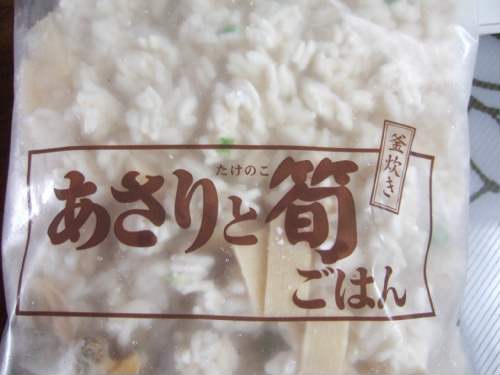 釜炊き
たけのこ
あさりと筍
ごはん